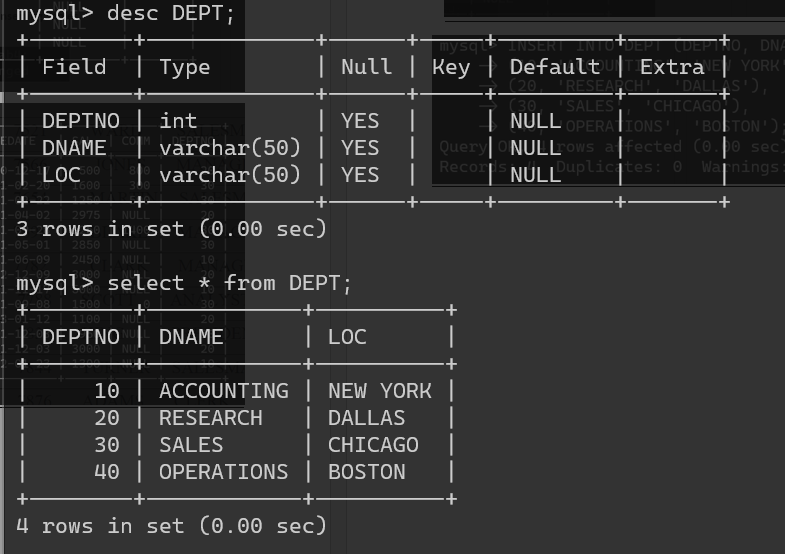 mysql> desc DEPT;
+--------+-------------+------+-----+---------+-------+
| Field  | Type        | Null | Key | Default | Extra |
+--------+-------------+------+-----+---------+-------+
| DEPTNO | int         | YES  |     | NULL    |       |
| DNAME  | varchar(50) | YES  |     | NULL    |       |
| LOC    | varchar(50) | YES  |     | NULL    |       |
+--------+-------------+------+-----+---------+-------+
3 rows in set (0.00 sec)
mysql> select * from DEPT;
+--------+------------+----------+
| DEPTNO | DNAME      | LOC      |
+--------+------------+----------+
|     10 | ACCOUNTING | NEW YORK |
|     20 | RESEARCH   | DALLAS   |
|     30 | SALES      | CHICAGO  |
|     40 | OPERATIONS | BOSTON   |
+--------+------------+----------+
4 rows in set (0.00 sec)